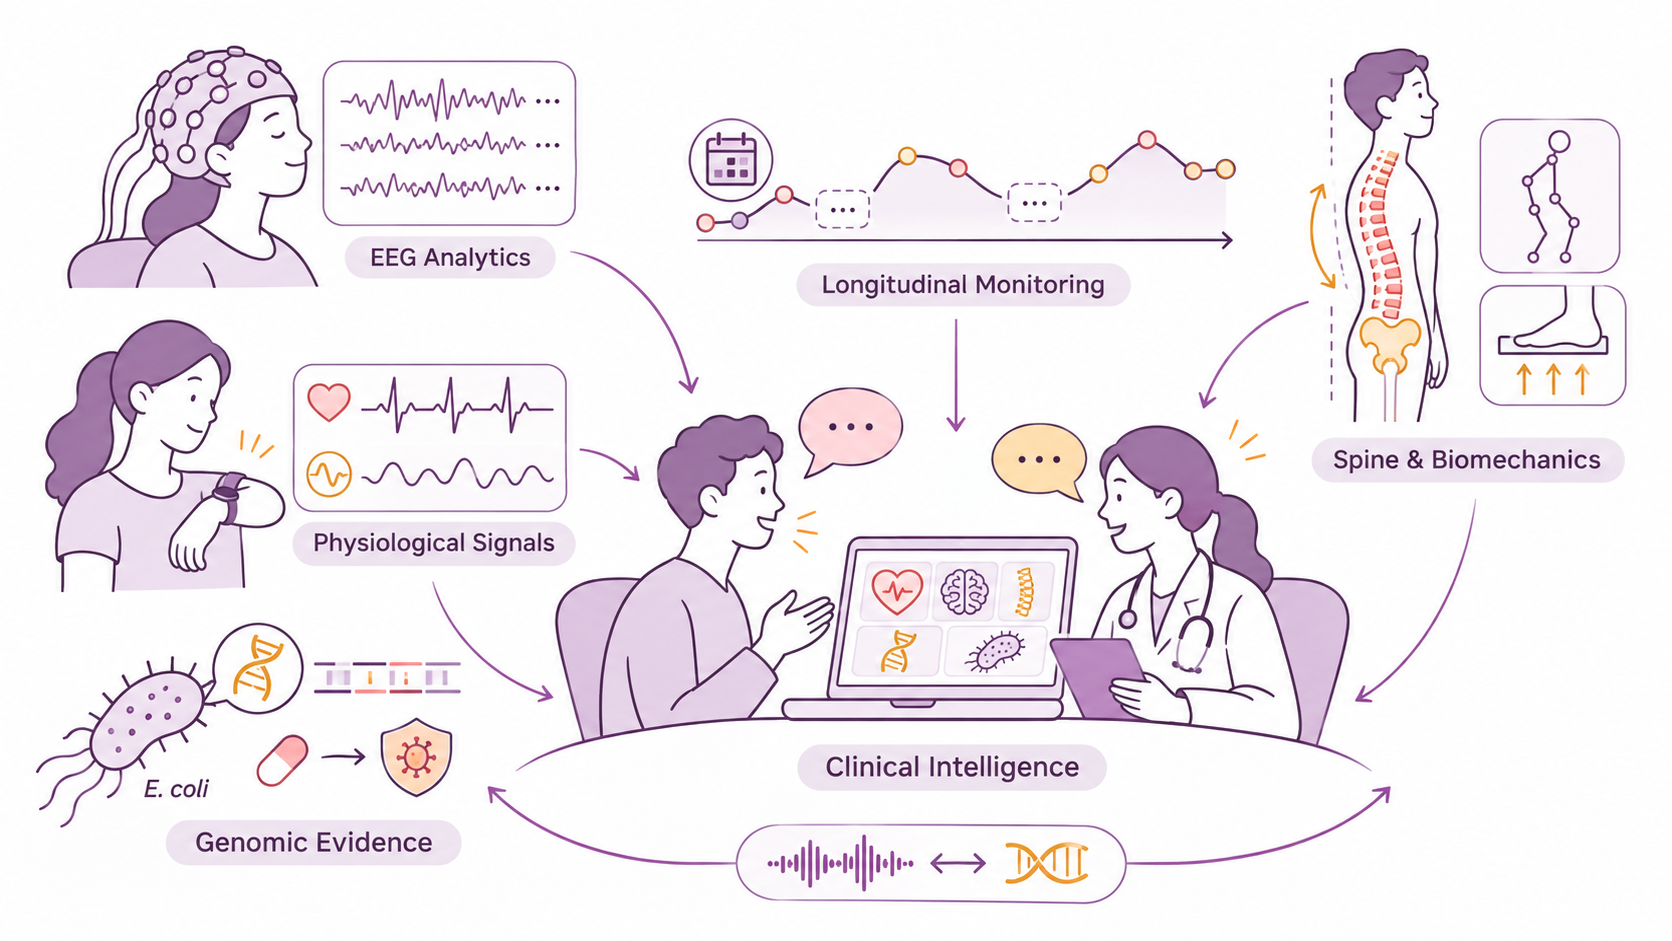 EEG Analytics
Longitudinal Monitoring
Spine & Biomechanics
Physiological Signals
E. coli
Genomic Evidence
Clinical Intelligence